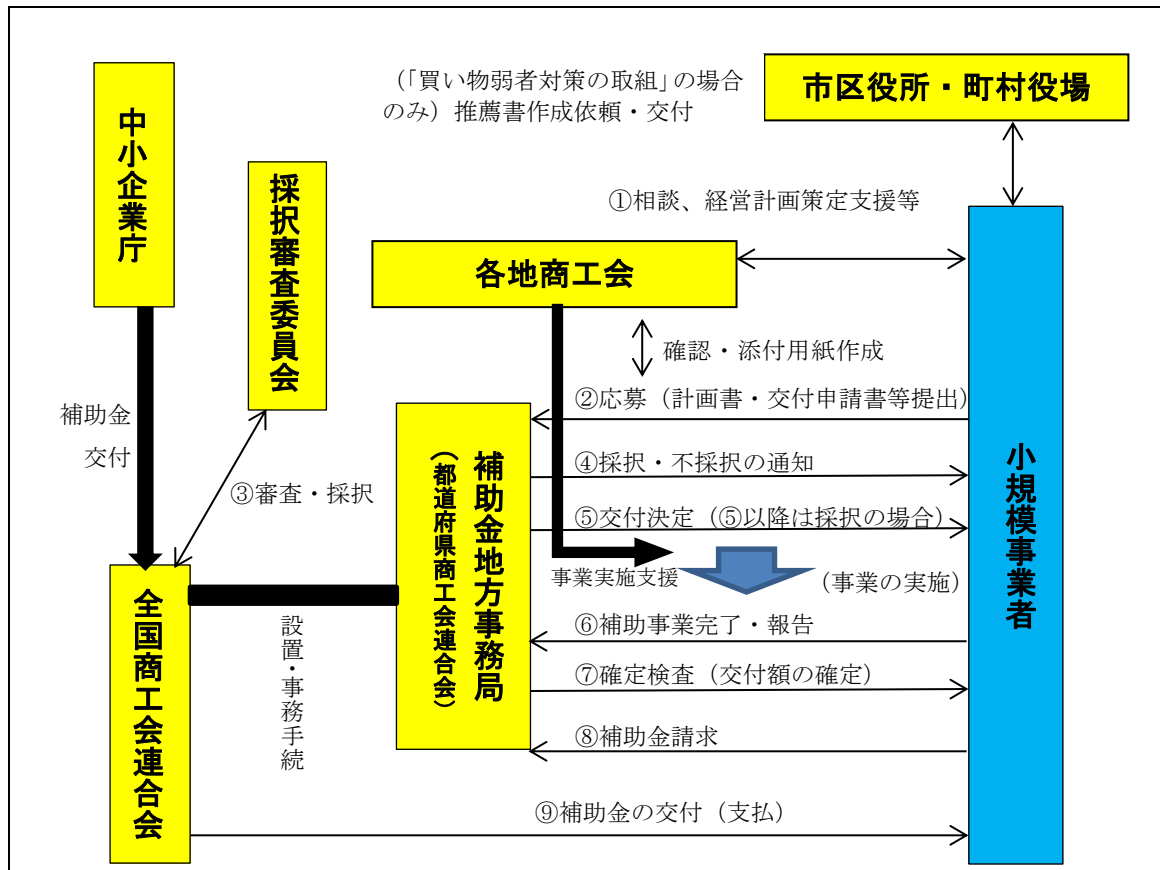 (「買い物弱者対策の取組」の場合
のみ）推薦書作成依頼・交付
市区役所・町村役場
中小企業庁
採択審査委員会
①相談、経営計画策定支援等
各地商工会
確認・添付用紙作成
補助金
交付
②応募（計画書・交付申請書等提出）
補助金地方事務局
（都道府県商工会連合会）
④採択・不採択の通知
小規模事業者
③審査・採択
⑤交付決定（⑤以降は採択の場合）
事業実施支援
（事業の実施）
全国商工会連合会
設置・事務手続
⑥補助事業完了・報告
⑦確定検査（交付額の確定）
⑧補助金請求
⑨補助金の交付（支払）